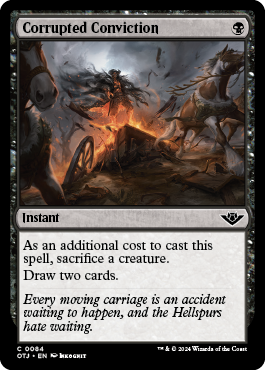 Corrupted Conviction
Instant
As an additional cost to cast this
spell, sacrifice a creature.
Draw two cards.
Every moving carriage is an accident
waiting to happen, and the Hellspurs
hate waiting.
C 0084
OTJ • EN Inkognit
™ & © 2024 Wizards of the Coast